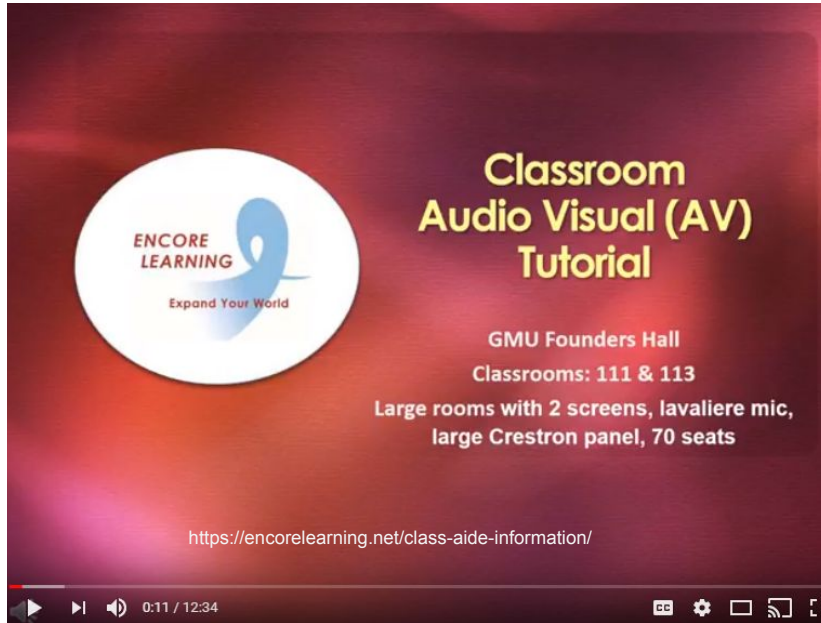 ENCORE
LEARNING
Expand Your World
Classroom
Audio Visual (AV)
Tutorial
GMU Founders Hall
Classrooms: 111 & 113
Large rooms with 2 screens, lavaliere mic,
large Crestron panel, 70 seats
https://encorelearning.net/class-aide-information/
0:11 / 12:34
CC